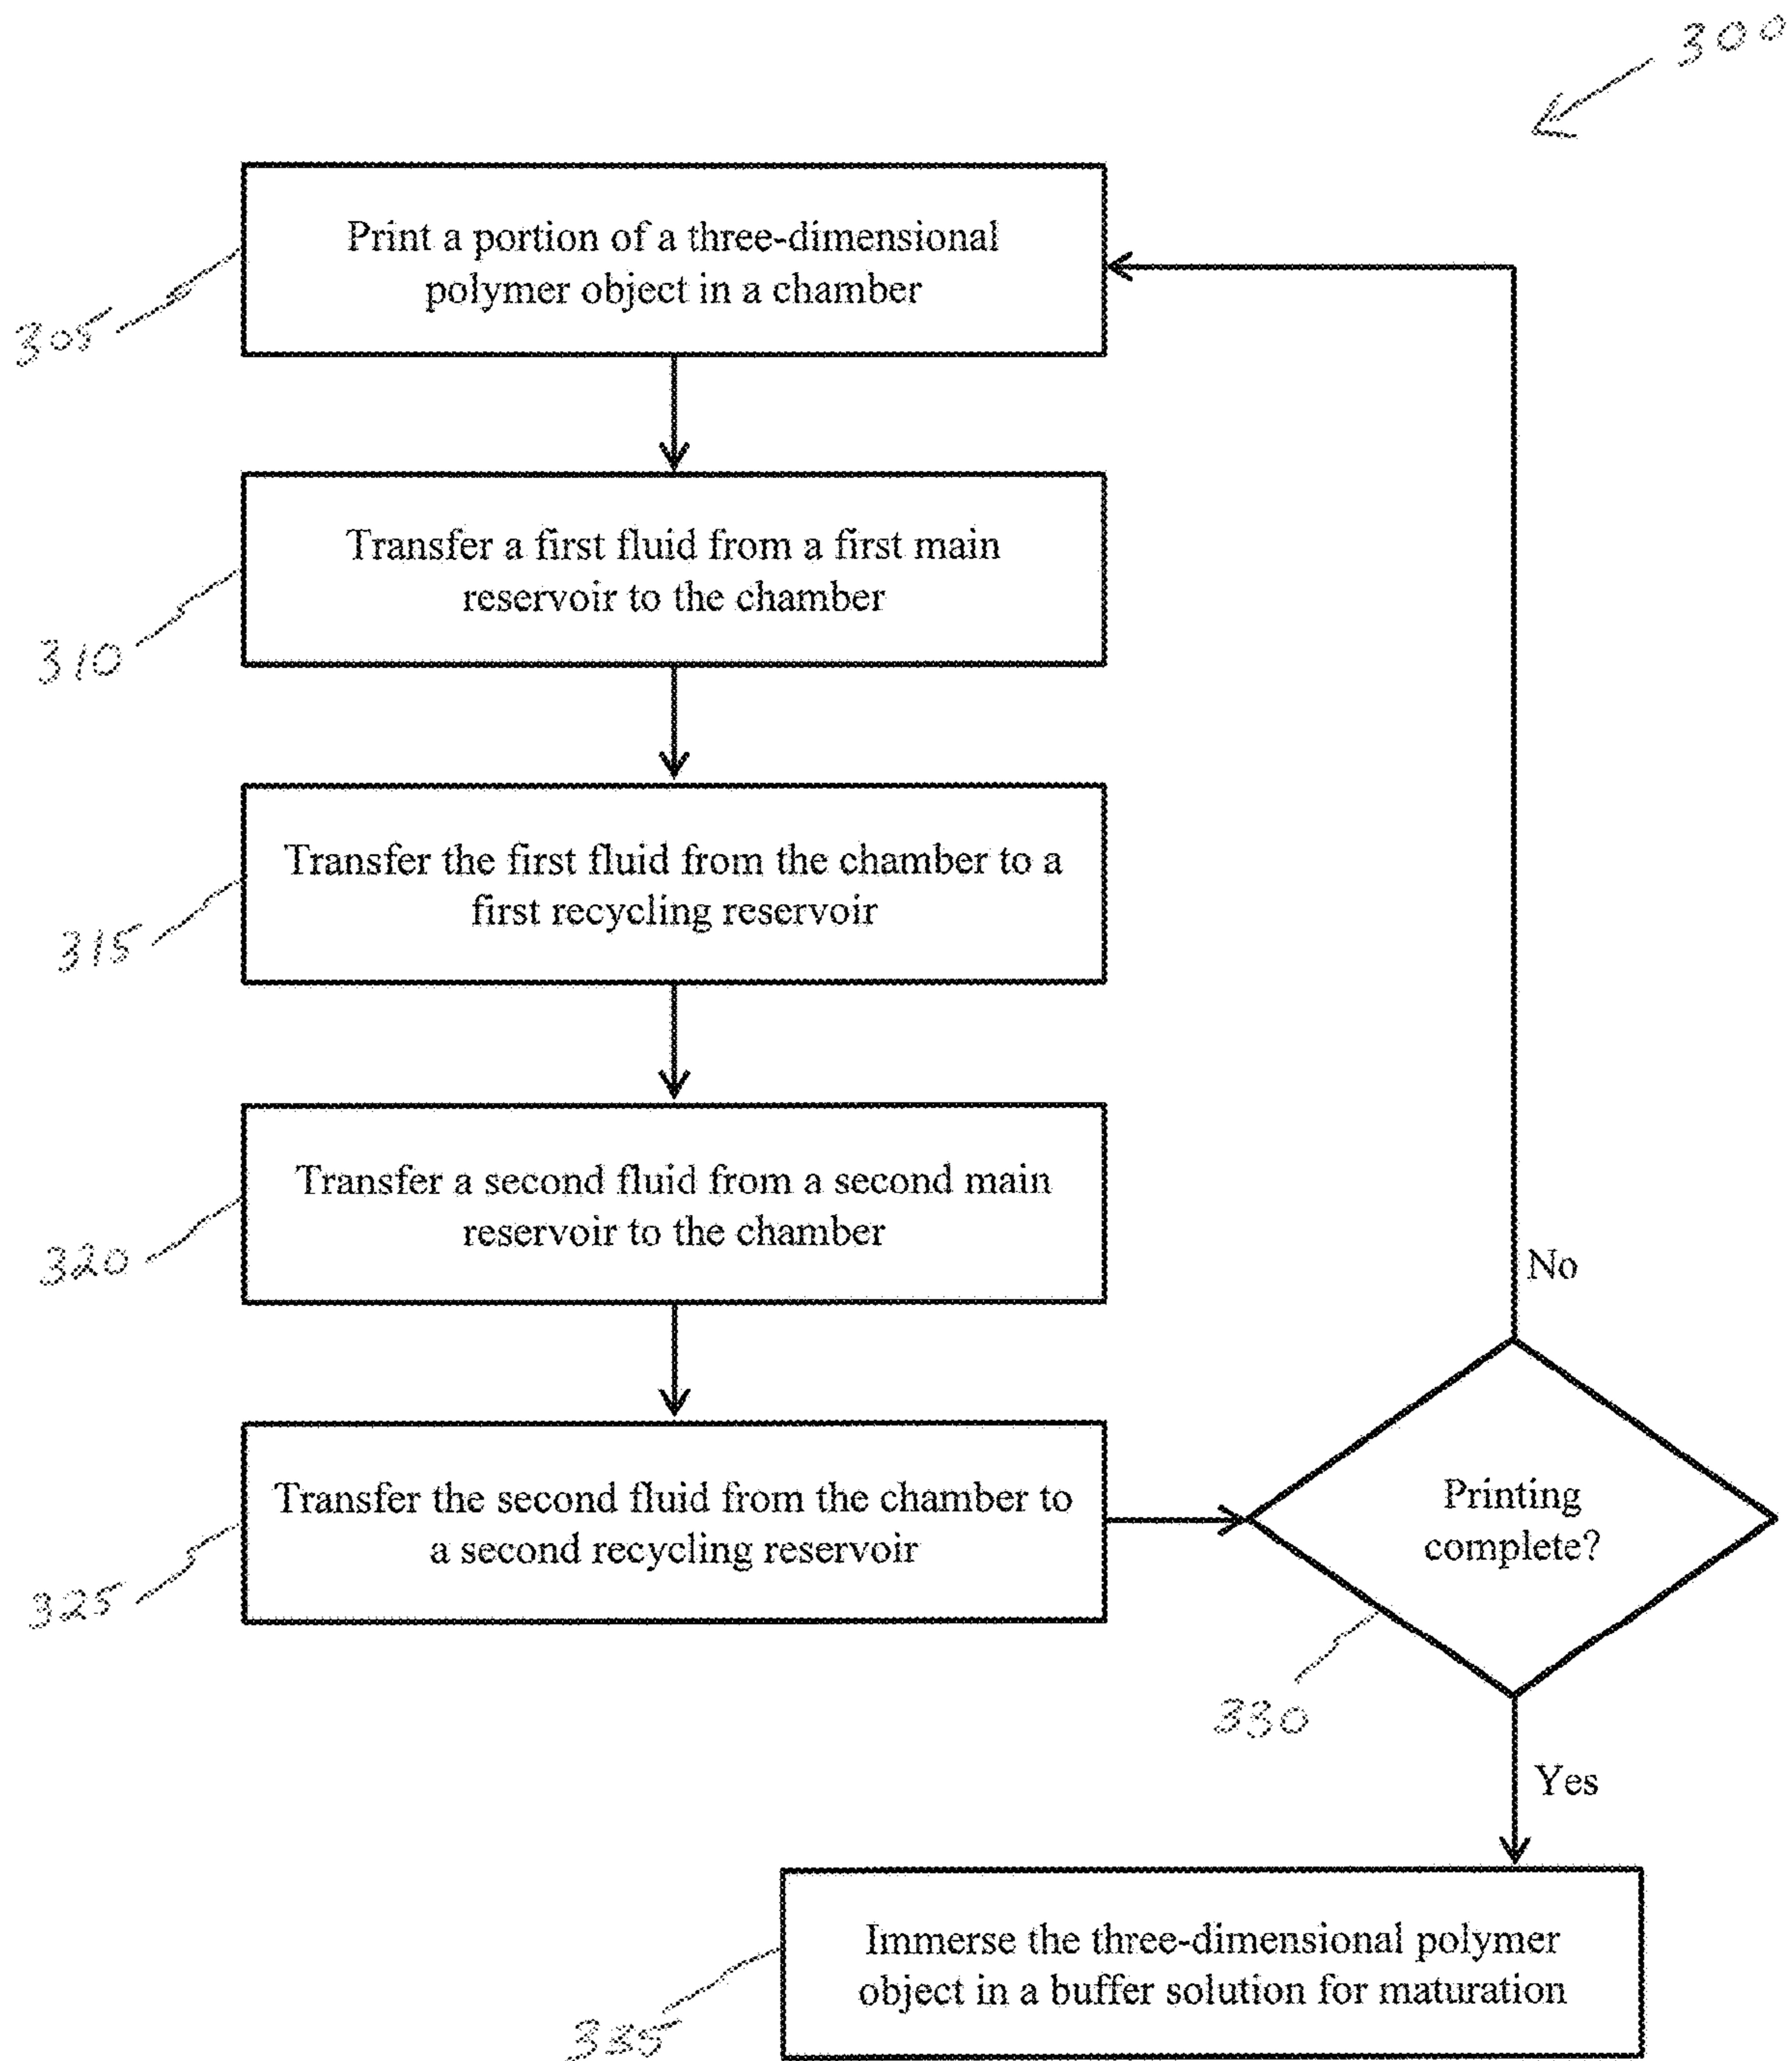 300
Print a portion of a three-dimensional
polymer object in a chamber
305
Transfer a first fluid from a first main
reservoir to the chamber
310
Transfer the first fluid from the chamber to a
first recycling reservoir
315
Transfer a second fluid from a second main
reservoir to the chamber
320
No
Transfer the second fluid from the chamber to
a second recycling reservoir
325
Printing
complete?
330
Yes
Immerse the three-dimensional polymer
object in a buffer solution for maturation
335